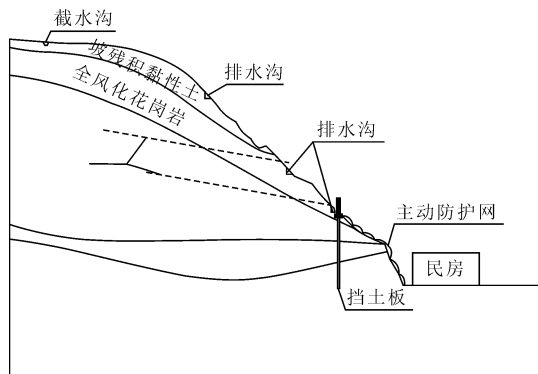 截水沟
坡残积黏性土
排水沟
全风化花岗岩
排水沟
主动防护网
民房
挡土板